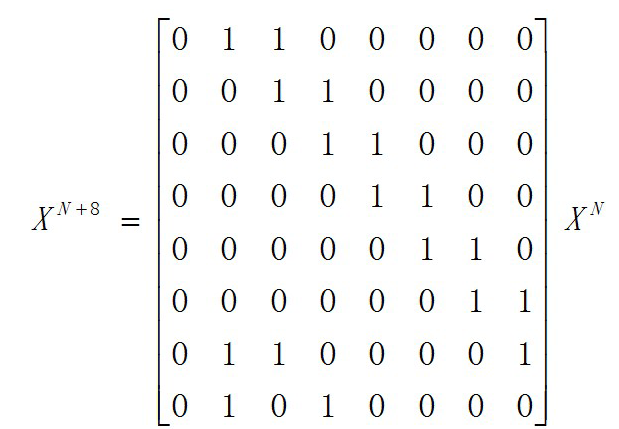 0 1 1 0 0 0 0 0
0 0 1 1 0 0 0 0
0 0 0 1 1 0 0 0
0 0 0 0 1 1 0 0
X^{N+8} = 0 0 0 0 0 1 1 0 X^{N}
0 0 0 0 0 0 1 1
0 1 1 0 0 0 0 1
0 1 0 1 0 0 0 0